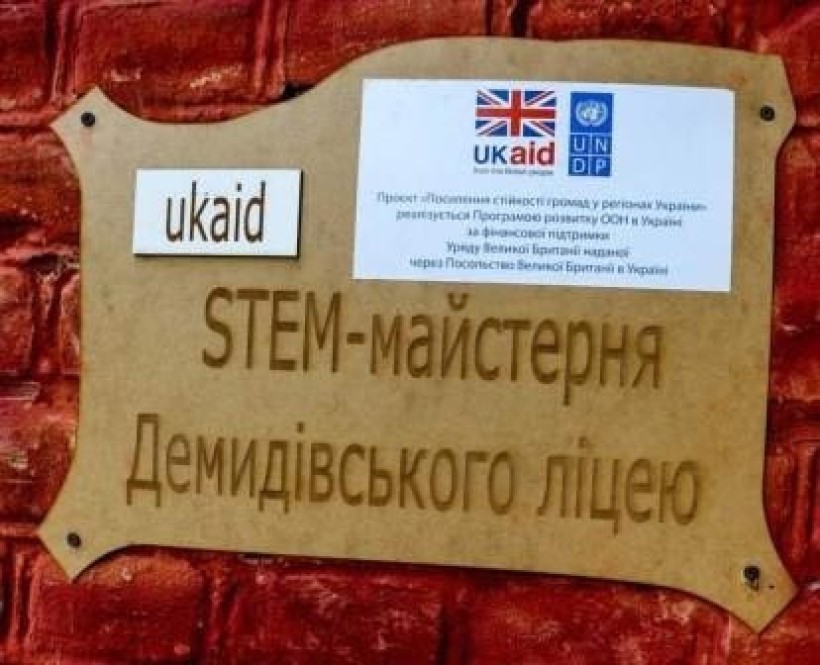 UKaid
from the British people
U N
D P
Проєкт «Посилення стійкості громад у регіонах України»
реалізується Програмою розвитку ООН в Україні
за фінансової підтримки
Уряду Великої Британії наданої
через Посольство Великої Британії в Україні
ukaid
STEM-майстерня
Демидівського ліцею